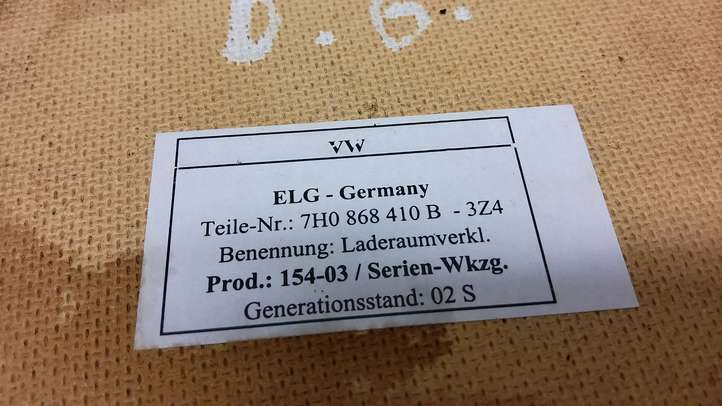 D. G.
VW
ELG - Germany
Teile-Nr.: 7H0 868 410 B - 3Z4
Benennung: Laderaumverkl.
Prod.: 154-03 / Serien-Wkzg.
Generationsstand: 02 S